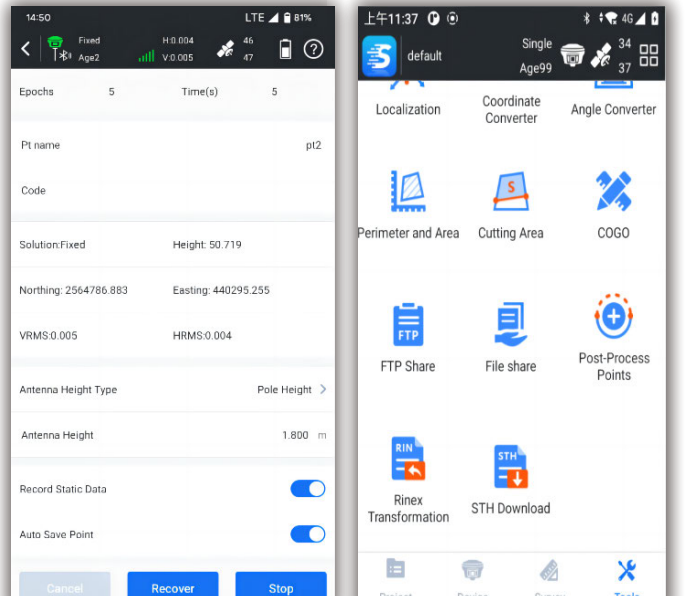 14:50
LTE 81%
Fixed
H:0.004
46
Age2
V:0.005
47
Epochs 5 Time(s) 5
Pt name pt2
Code
Solution:Fixed Height: 50.719
Northing: 2564786.883 Easting: 440295.255
VRMS:0.005 HRMS:0.004
Antenna Height Type Pole Height >
Antenna Height 1.800 m
Record Static Data
Auto Save Point
Cancel Recover Stop
上午11:37
4G
default
Single
34
Age99
37
Localization
Coordinate
Converter
Angle Converter
Perimeter and Area
S
Cutting Area
COGO
FTP
FTP Share
File share
Post-Process
Points
RIN
Rinex
Transformation
STH
STH Download
Project Device Survey Tools